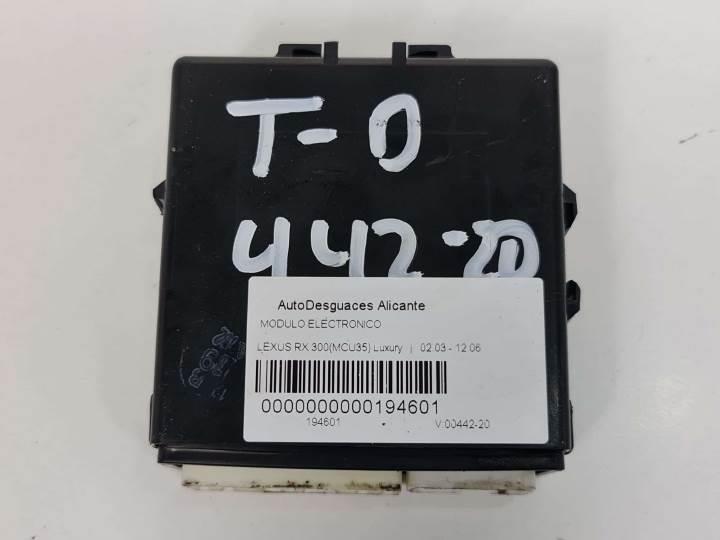 T-0
442-20
AutoDesguaces Alicante
MODULO ELECTRONICO
LEXUS RX 300(MCU35) Luxury | 02.03 - 12.06
0000000000194601
194601 V:00442-20